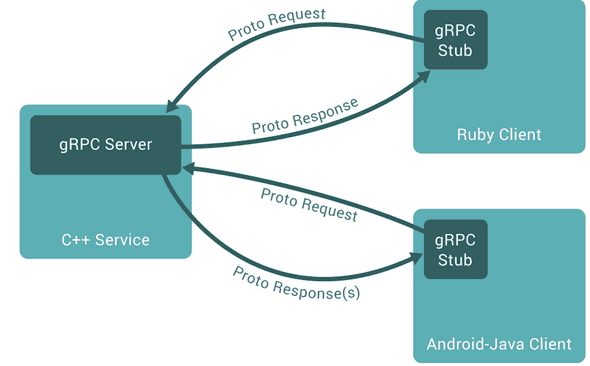 Proto Request
gRPC
Stub
Ruby Client
Proto Response
gRPC Server
C++ Service
Proto Request
gRPC
Stub
Proto Response(s)
Android-Java Client